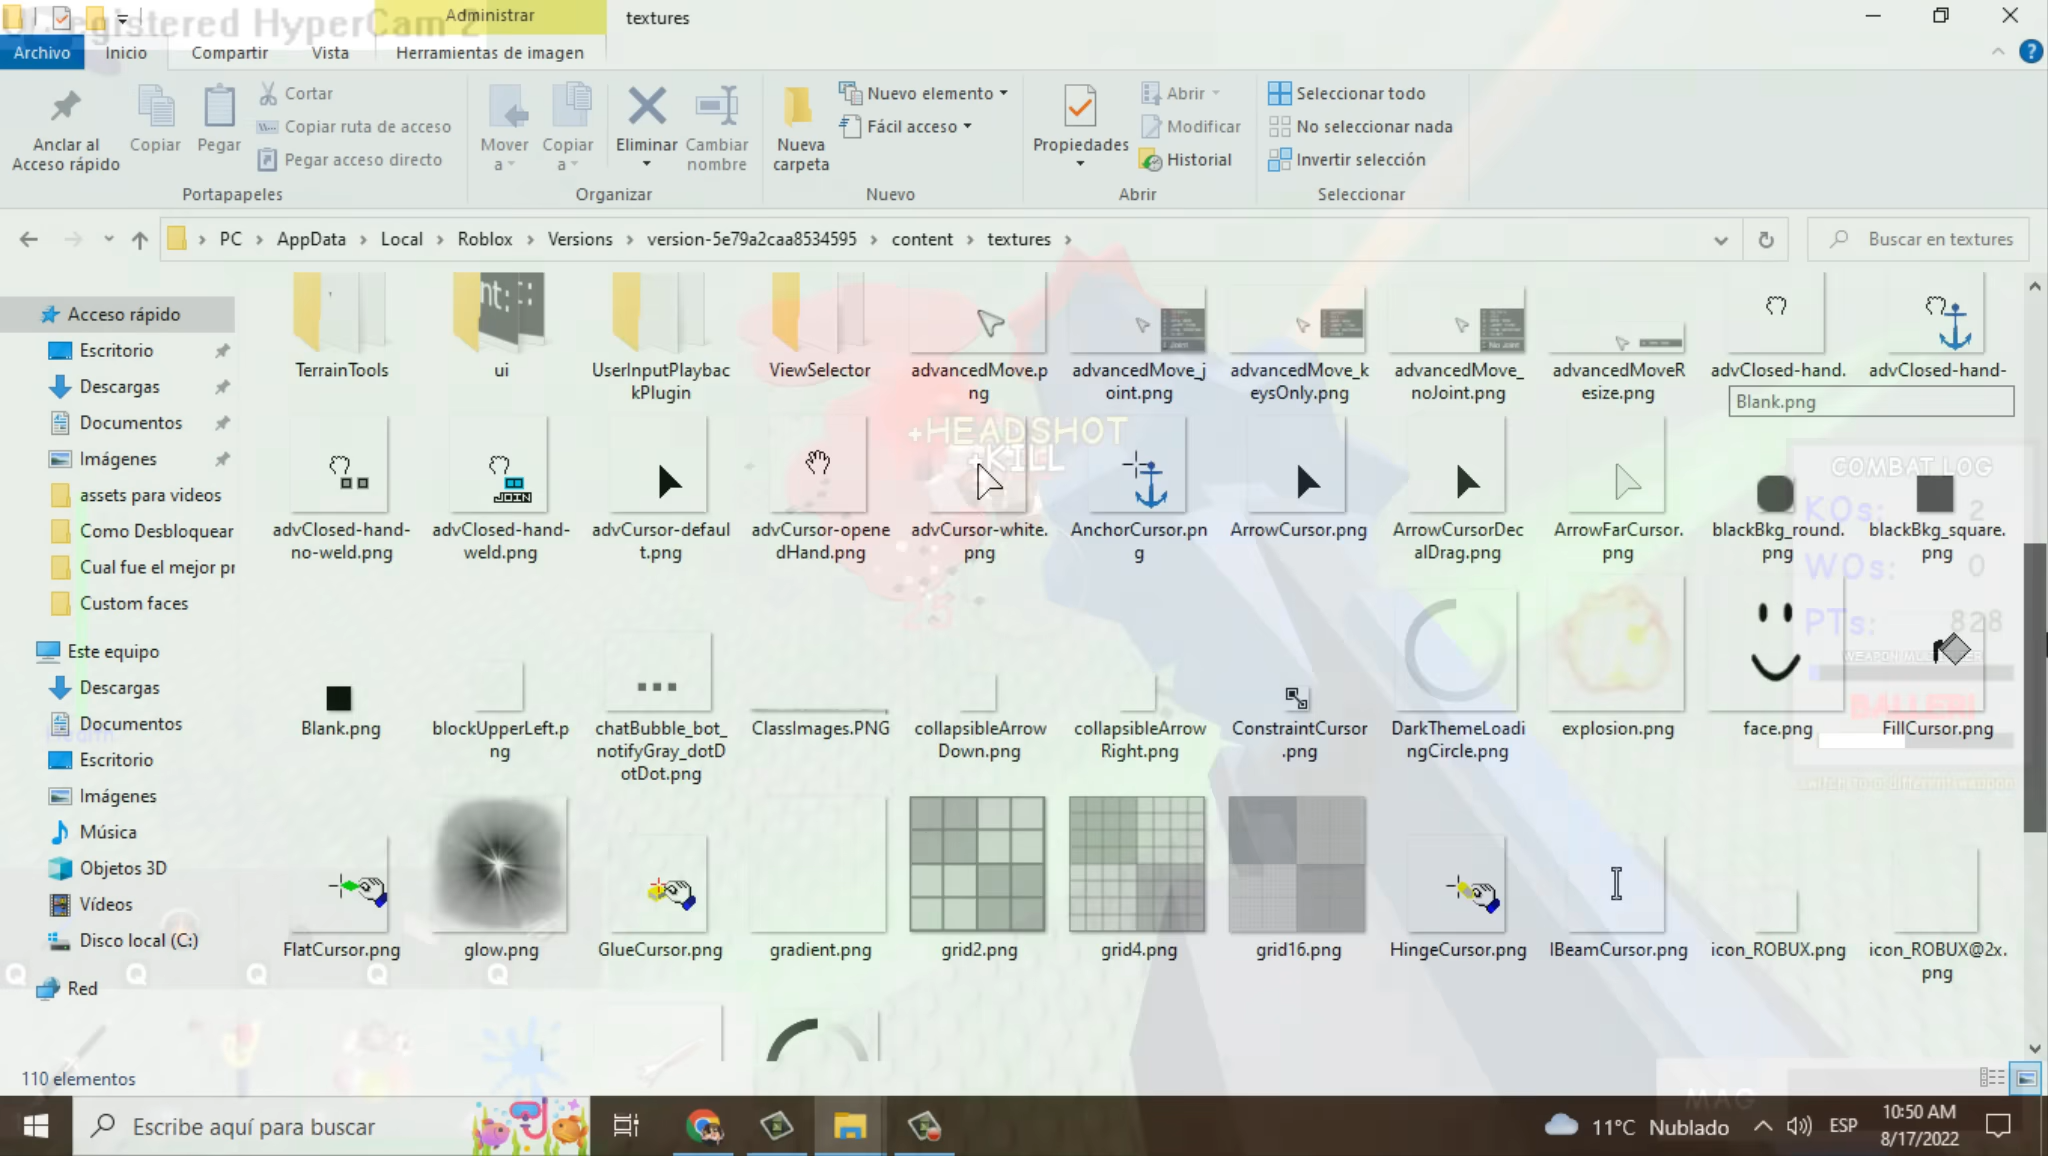 Unregistered HyperCam 2
Administrar
textures
Archivo
Inicio
Compartir
Vista
Herramientas de imagen
Anclar al
Acceso rápido
Copiar
Pegar
Cortar
Copiar ruta de acceso
Pegar acceso directo
Portapapeles
Mover
a
Copiar
a
Eliminar
Cambiar
nombre
Organizar
Nueva
carpeta
Nuevo elemento
Fácil acceso
Nuevo
Propiedades
Abrir
Modificar
Historial
Abrir
Seleccionar todo
No seleccionar nada
Invertir selección
Seleccionar
PC > AppData > Local > Roblox > Versions > version-5e79a2caa8534595 > content > textures >
Buscar en textures
Acceso rápido
Escritorio
Descargas
Documentos
Imágenes
assets para videos
Como Desbloquear
Cual fue el mejor pr
Custom faces
Este equipo
Descargas
Documentos
Escritorio
Imágenes
Música
Objetos 3D
Vídeos
Disco local (C:)
Red
TerrainTools
ui
UserInputPlaybac
kPlugin
ViewSelector
advancedMove.p
ng
advancedMove_j
oint.png
advancedMove_k
eysOnly.png
advancedMove_
noJoint.png
advancedMoveR
esize.png
advClosed-hand.
advClosed-hand-
Blank.png
+HEADSHOT
+KILL
25
COMBAT LOG
KOs: 2
WOs: 0
PTs: 828
BALLER!
advClosed-hand-
no-weld.png
JOIN
advClosed-hand-
weld.png
advCursor-defaul
t.png
advCursor-opene
dHand.png
advCursor-white.
png
AnchorCursor.pn
g
ArrowCursor.png
ArrowCursorDec
alDrag.png
ArrowFarCursor.
png
blackBkg_round.
png
blackBkg_square.
png
Blank.png
blockUpperLeft.p
ng
chatBubble_bot_
notifyGray_dotD
otDot.png
ClassImages.PNG
collapsibleArrow
Down.png
collapsibleArrow
Right.png
ConstraintCursor
.png
DarkThemeLoadi
ngCircle.png
explosion.png
face.png
FillCursor.png
FlatCursor.png
glow.png
GlueCursor.png
gradient.png
grid2.png
grid4.png
grid16.png
HingeCursor.png
IBeamCursor.png
icon_ROBUX.png
icon_ROBUX@2x.
png
Q
Q
Q
Q
Q
MAG
110 elementos
Escribe aquí para buscar
11°C Nublado
ESP
10:50 AM
8/17/2022